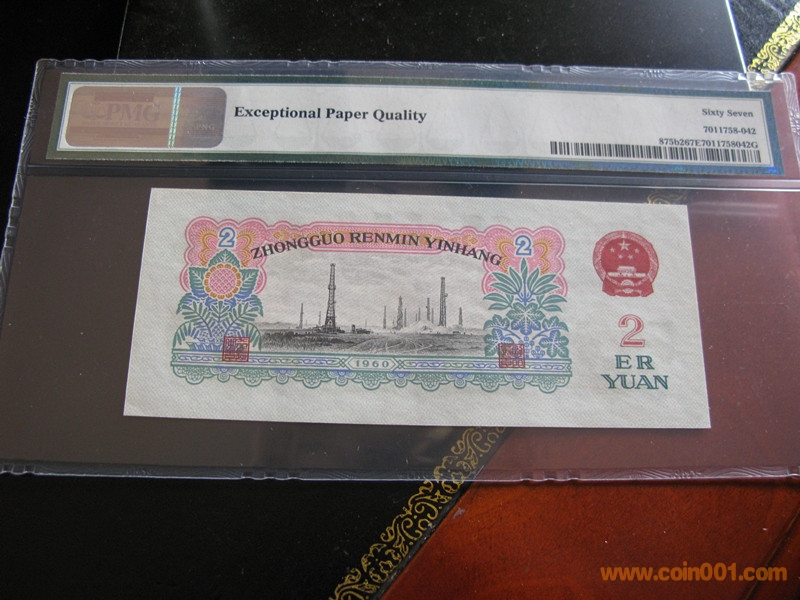 PMG
Exceptional Paper Quality
Sixty Seven
7011758-042
875b267E7011758042G
2
ZHONGGUO RENMIN YINHANG
2
1960
2
ER
YUAN
www.coin001.com